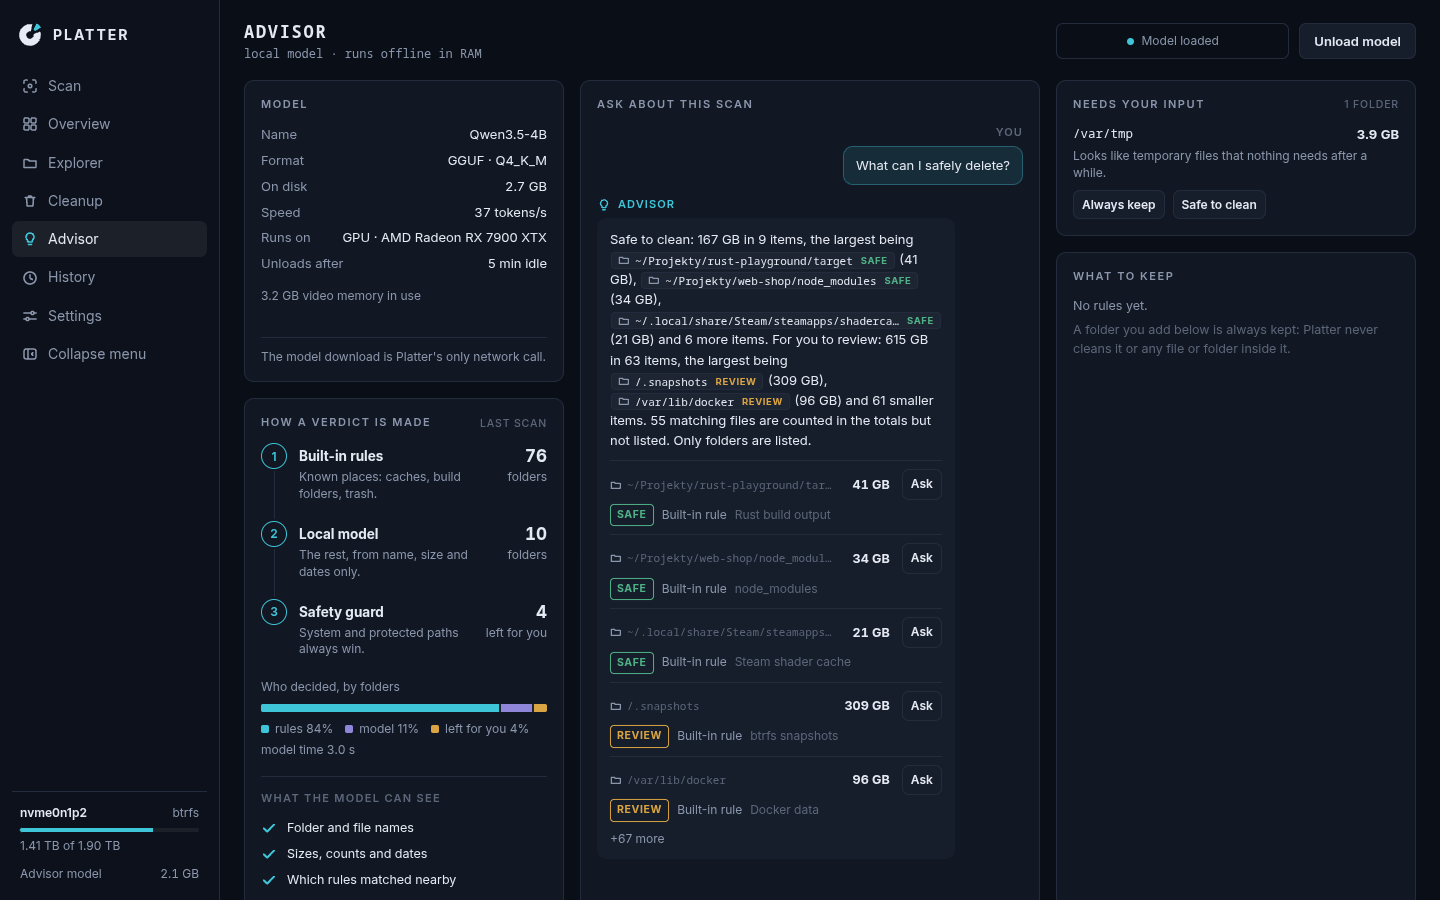 PLATTER
Scan
Overview
Explorer
Cleanup
Advisor
History
Settings
Collapse menu
nvme0n1p2 btrfs
1.41 TB of 1.90 TB
Advisor model 2.1 GB
ADVISOR
local model · runs offline in RAM
Model loaded
Unload model
MODEL
Name Qwen3.5-4B
Format GGUF · Q4_K_M
On disk 2.7 GB
Speed 37 tokens/s
Runs on GPU · AMD Radeon RX 7900 XTX
Unloads after 5 min idle
3.2 GB video memory in use
The model download is Platter's only network call.
HOW A VERDICT IS MADE LAST SCAN
1 Built-in rules 76
Known places: caches, build folders
folders, trash.
2 Local model 10
The rest, from name, size and folders
dates only.
3 Safety guard 4
System and protected paths left for you
always win.
Who decided, by folders
rules 84% model 11% left for you 4%
model time 3.0 s
WHAT THE MODEL CAN SEE
Folder and file names
Sizes, counts and dates
Which rules matched nearby
ASK ABOUT THIS SCAN
YOU
What can I safely delete?
ADVISOR
Safe to clean: 167 GB in 9 items, the largest being
~/Projekty/rust-playground/target SAFE (41
GB), ~/Projekty/web-shop/node_modules SAFE
(34 GB),
~/.local/share/Steam/steamapps/shaderca… SAFE
(21 GB) and 6 more items. For you to review: 615 GB
in 63 items, the largest being
/.snapshots REVIEW (309 GB),
/var/lib/docker REVIEW (96 GB) and 61 smaller
items. 55 matching files are counted in the totals but
not listed. Only folders are listed.
~/Projekty/rust-playground/tar… 41 GB Ask
SAFE Built-in rule Rust build output
~/Projekty/web-shop/node_modul… 34 GB Ask
SAFE Built-in rule node_modules
~/.local/share/Steam/steamapps… 21 GB Ask
SAFE Built-in rule Steam shader cache
/.snapshots 309 GB Ask
REVIEW Built-in rule btrfs snapshots
/var/lib/docker 96 GB Ask
REVIEW Built-in rule Docker data
+67 more
NEEDS YOUR INPUT 1 FOLDER
/var/tmp 3.9 GB
Looks like temporary files that nothing needs after a
while.
Always keep Safe to clean
WHAT TO KEEP
No rules yet.
A folder you add below is always kept: Platter never
cleans it or any file or folder inside it.